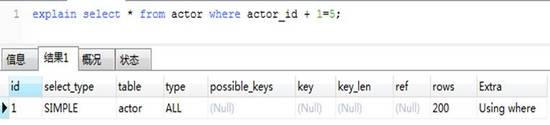 1 explain select * from actor where actor_id + 1=5;
信息 结果1 概况 状态
id select_type table type possible_keys key key_len ref rows Extra
1 SIMPLE actor ALL (Null) (Null) (Null) (Null) 200 Using where